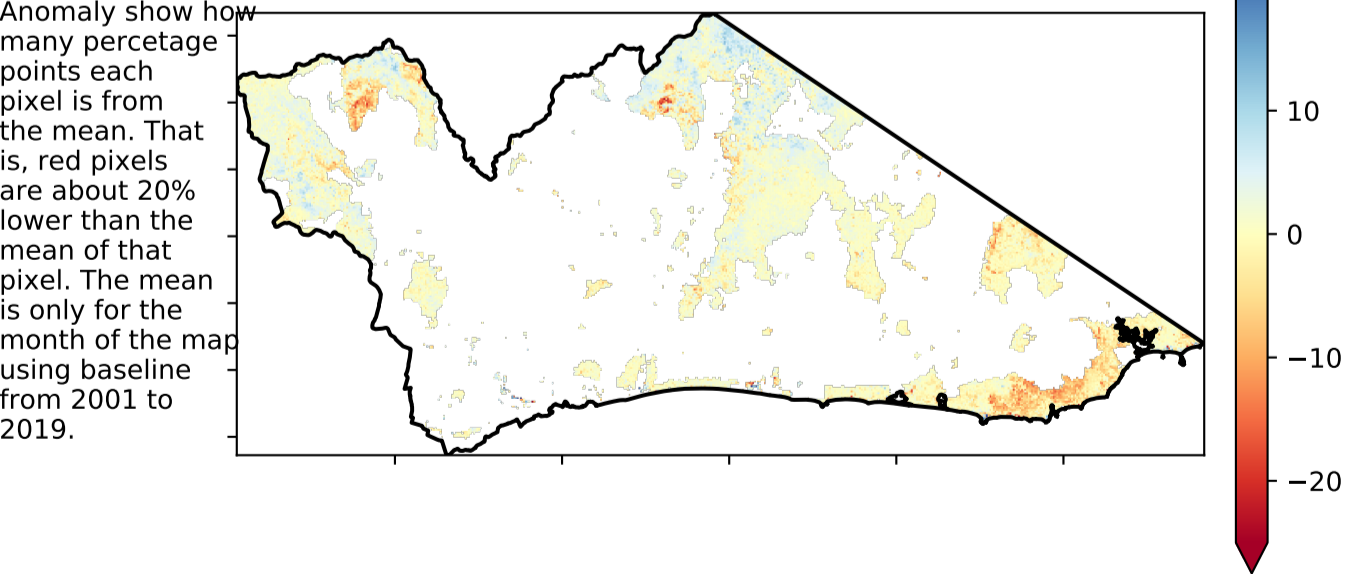 Anomaly show how
many percetage
points each
pixel is from
the mean. That
is, red pixels
are about 20%
lower than the
mean of that
pixel. The mean
is only for the
month of the map
using baseline
from 2001 to
2019.
10
0
−10
−20